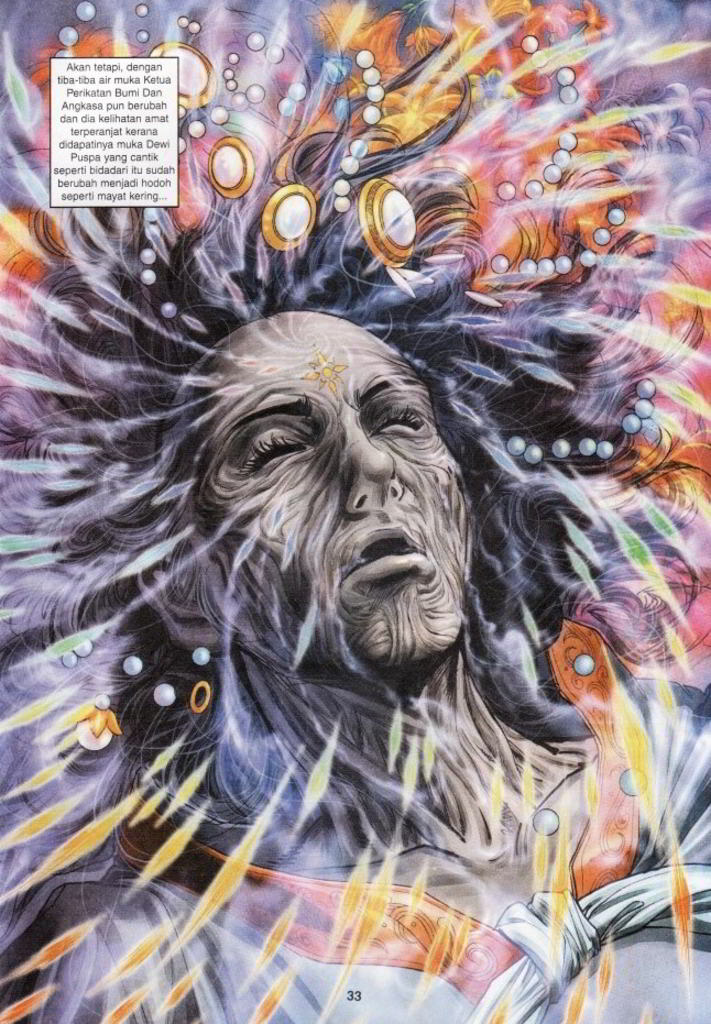 Akan tetapi, dengan
tiba-tiba air muka Ketua
Perikatan Bumi Dan
Angkasa pun berubah
dan dia kelihatan amat
terperanjat kerana
didapatinya muka Dewi
Puspa yang cantik
seperti bidadari itu sudah
berubah menjadi hodoh
seperti mayat kering...
33